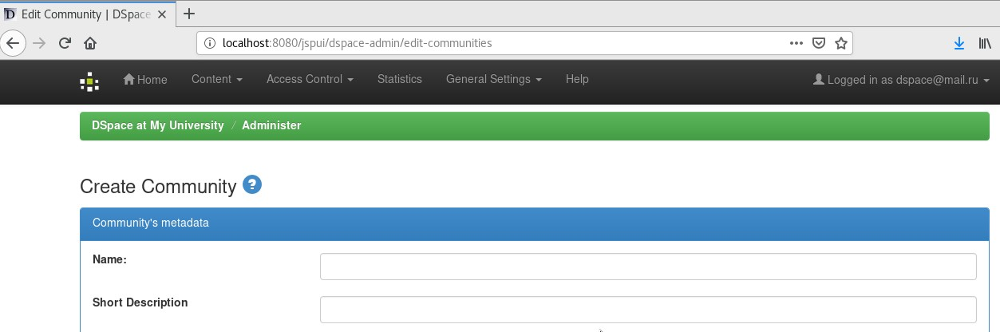 Edit Community | DSpace
localhost:8080/jspui/dspace-admin/edit-communities
Home Content Access Control Statistics General Settings Help Logged in as dspace@mail.ru
DSpace at My University / Administer
Create Community ?
Community's metadata
Name:
Short Description